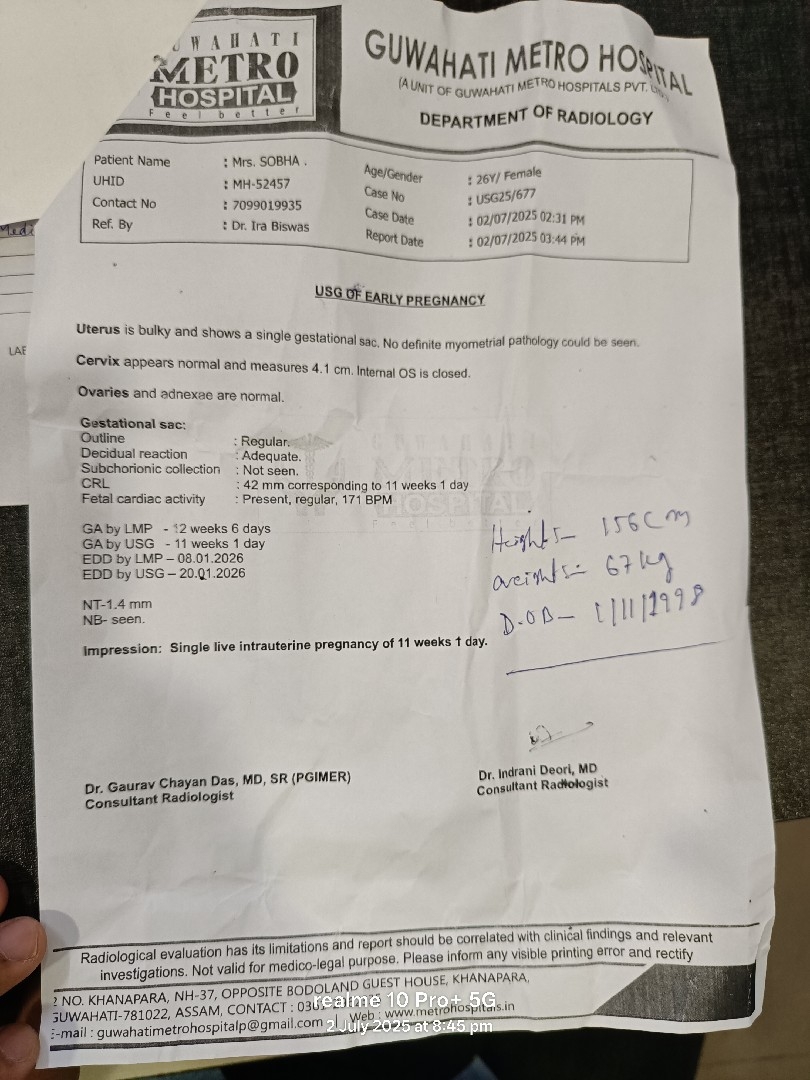 UWAHATI
METRO
HOSPITAL
Feel better
GUWAHATI METRO HOSPITAL
(A UNIT OF GUWAHATI METRO HOSPITALS PVT.
DEPARTMENT OF RADIOLOGY
Patient Name : Mrs. SOBHA .
UHID : MH-52457
Contact No : 7099019935
Ref. By : Dr. Ira Biswas
Age/Gender : 26Y/ Female
Case No : USG25/677
Case Date : 02/07/2025 02:31 PM
Report Date : 02/07/2025 03:44 PM
Medi
LAB
USG OF EARLY PREGNANCY
Uterus is bulky and shows a single gestational sac. No definite myometrial pathology could be seen.
Cervix appears normal and measures 4.1 cm. Internal OS is closed.
Ovaries and adnexae are normal.
Gestational sac:
Outline : Regular.
Decidual reaction : Adequate.
Subchorionic collection : Not seen.
CRL : 42 mm corresponding to 11 weeks 1 day
Fetal cardiac activity : Present, regular, 171 BPM
GA by LMP - 12 weeks 6 days
GA by USG - 11 weeks 1 day
EDD by LMP – 08.01.2026
EDD by USG – 20.01.2026
NT-1.4 mm
NB- seen.
Height:- 156Cm
weight:- 67kg
D.OB- 1/11/1998
Impression: Single live intrauterine pregnancy of 11 weeks 1 day.
Dr. Gaurav Chayan Das, MD, SR (PGIMER)
Consultant Radiologist
Dr. Indrani Deori, MD
Consultant Radiologist
Radiological evaluation has its limitations and report should be correlated with clinical findings and relevant
investigations. Not valid for medico-legal purpose. Please inform any visible printing error and rectify
2 NO. KHANAPARA, NH-37, OPPOSITE BODOLAND GUEST HOUSE, KHANAPARA,
GUWAHATI-781022, ASSAM, CONTACT :
E-mail : guwahatimetrohospitalp@gmail.com | Web : www.metrohospitals.in
realme 10 Pro+ 5G
2 July 2025 at 8:45 pm